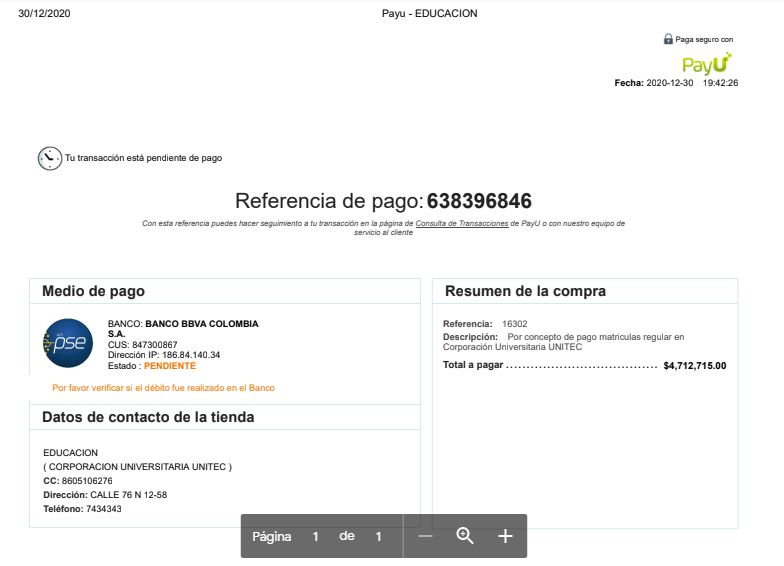 30/12/2020
Payu - EDUCACION
Paga seguro con
PayU
Fecha: 2020-12-30 19:42:26
Tu transacción está pendiente de pago
Referencia de pago: 638396846
Con esta referencia puedes hacer seguimiento a tu transacción en la página de Consulta de Transacciones de PayU o con nuestro equipo de
servicio al cliente
Medio de pago
pse
BANCO: BANCO BBVA COLOMBIA
S.A.
CUS: 847300867
Dirección IP: 186.84.140.34
Estado : PENDIENTE
Por favor verificar si el débito fue realizado en el Banco
Datos de contacto de la tienda
EDUCACION
( CORPORACION UNIVERSITARIA UNITEC )
CC: 8605106276
Dirección: CALLE 76 N 12-58
Teléfono: 7434343
Resumen de la compra
Referencia: 16302
Descripción: Por concepto de pago matriculas regular en
Corporación Universitaria UNITEC
Total a pagar .................................... $4,712,715.00
Página 1 de 1